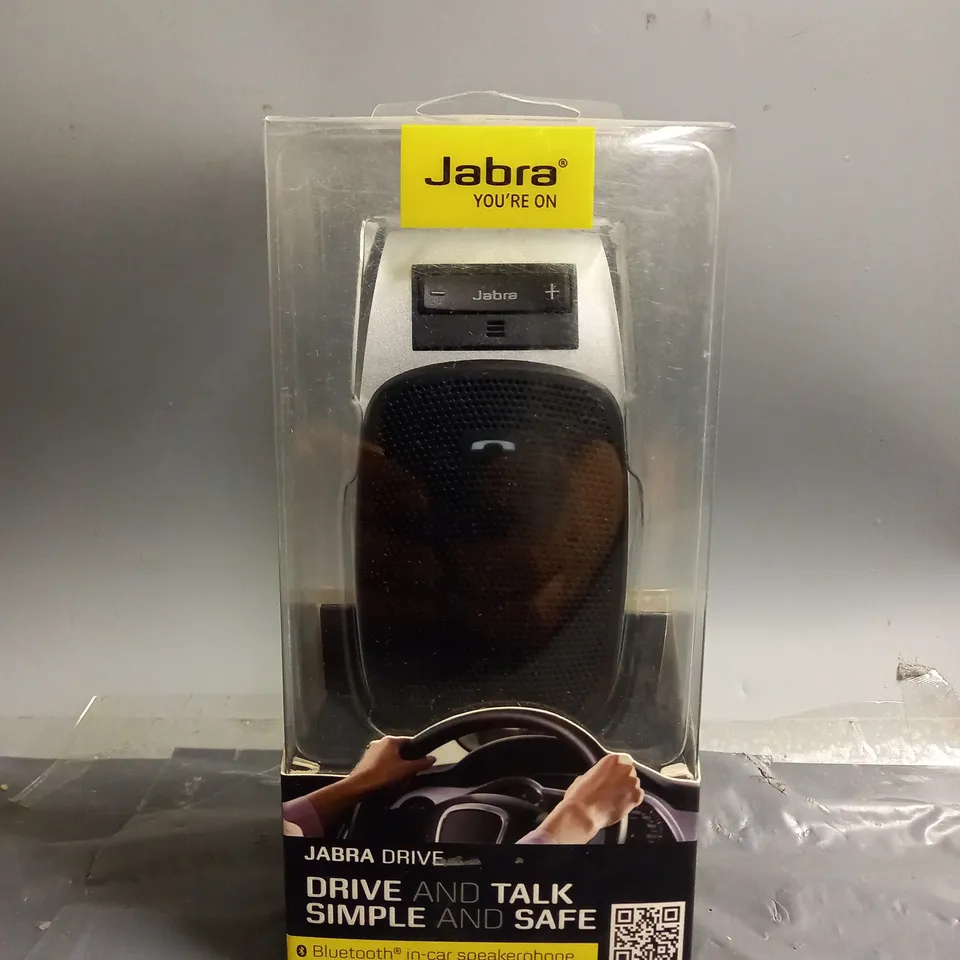 Jabra®
YOU'RE ON
- Jabra +
JABRA DRIVE
DRIVE AND TALK
SIMPLE AND SAFE
Bluetooth® in-car speakerphone